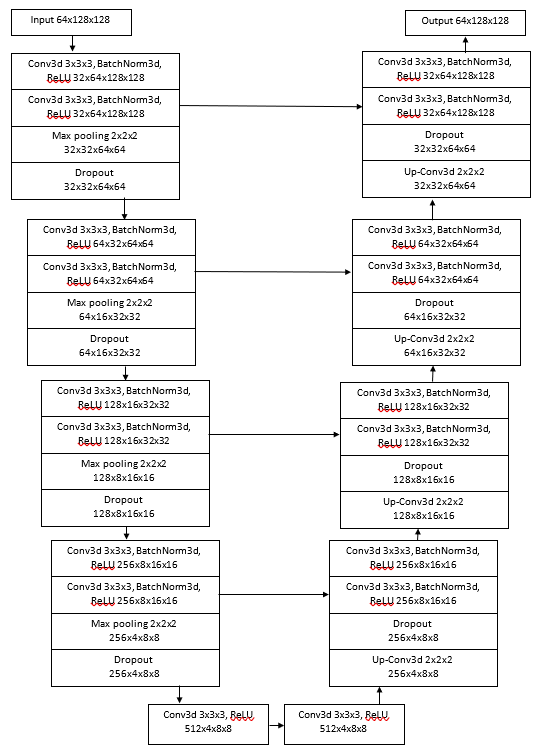 Input 64x128x128
Conv3d 3x3x3, BatchNorm3d,
ReLU 32x64x128x128
Conv3d 3x3x3, BatchNorm3d,
ReLU 32x64x128x128
Max pooling 2x2x2
32x32x64x64
Dropout
32x32x64x64
Conv3d 3x3x3, BatchNorm3d,
ReLU 64x32x64x64
Conv3d 3x3x3, BatchNorm3d,
ReLU 64x32x64x64
Max pooling 2x2x2
64x16x32x32
Dropout
64x16x32x32
Conv3d 3x3x3, BatchNorm3d,
ReLU 128x16x32x32
Conv3d 3x3x3, BatchNorm3d,
ReLU 128x16x32x32
Max pooling 2x2x2
128x8x16x16
Dropout
128x8x16x16
Conv3d 3x3x3, BatchNorm3d,
ReLU 256x8x16x16
Conv3d 3x3x3, BatchNorm3d,
ReLU 256x8x16x16
Max pooling 2x2x2
256x4x8x8
Dropout
256x4x8x8
Conv3d 3x3x3, ReLU
512x4x8x8
Conv3d 3x3x3, ReLU
512x4x8x8
Output 64x128x128
Conv3d 3x3x3, BatchNorm3d,
ReLU 32x64x128x128
Conv3d 3x3x3, BatchNorm3d,
ReLU 32x64x128x128
Dropout
32x32x64x64
Up-Conv3d 2x2x2
32x32x64x64
Conv3d 3x3x3, BatchNorm3d,
ReLU 64x32x64x64
Conv3d 3x3x3, BatchNorm3d,
ReLU 64x32x64x64
Dropout
64x16x32x32
Up-Conv3d 2x2x2
64x16x32x32
Conv3d 3x3x3, BatchNorm3d,
ReLU 128x16x32x32
Conv3d 3x3x3, BatchNorm3d,
ReLU 128x16x32x32
Dropout
128x8x16x16
Up-Conv3d 2x2x2
128x8x16x16
Conv3d 3x3x3, BatchNorm3d,
ReLU 256x8x16x16
Conv3d 3x3x3, BatchNorm3d,
ReLU 256x8x16x16
Dropout
256x4x8x8
Up-Conv3d 2x2x2
256x4x8x8